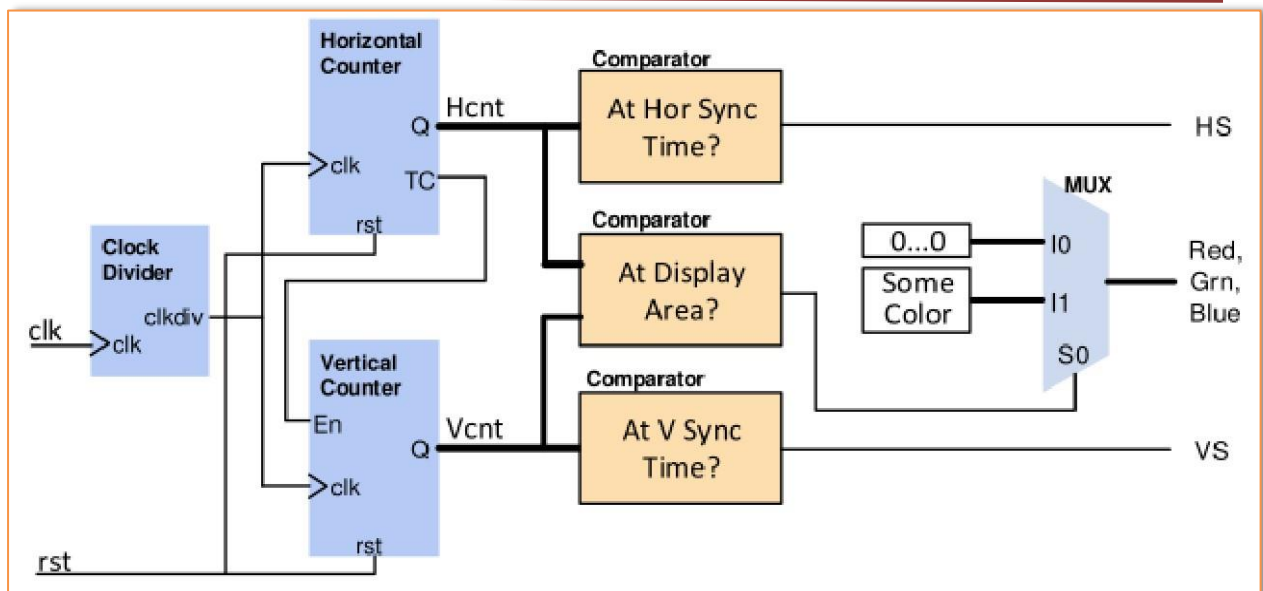 Horizontal
Counter
Q
clk
TC
rst
Hcnt
Comparator
At Hor Sync
Time?
HS
Clock
Divider
clkdiv
clk
clk
Comparator
At Display
Area?
MUX
0...0
I0
Some
Color
I1
S0
Red,
Grn,
Blue
Vertical
Counter
En
Q
clk
rst
Vcnt
Comparator
At V Sync
Time?
VS
rst